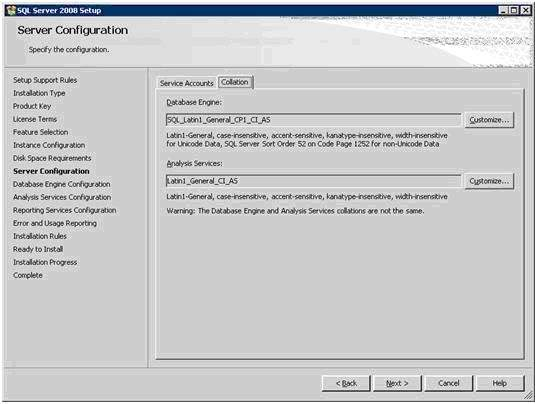 SQL Server 2008 Setup
Server Configuration
Specify the configuration.
Setup Support Rules
Installation Type
Product Key
License Terms
Feature Selection
Instance Configuration
Disk Space Requirements
Server Configuration
Database Engine Configuration
Analysis Services Configuration
Reporting Services Configuration
Error and Usage Reporting
Installation Rules
Ready to Install
Installation Progress
Complete
Service Accounts
Collation
Database Engine:
SQL_Latin1_General_CP1_CI_AS
Customize...
Latin1-General, case-insensitive, accent-sensitive, kanatype-insensitive, width-insensitive
for Unicode Data, SQL Server Sort Order 52 on Code Page 1252 for non-Unicode Data
Analysis Services:
Latin1_General_CI_AS
Customize...
Latin1-General, case-insensitive, accent-sensitive, kanatype-insensitive, width-insensitive
Warning: The Database Engine and Analysis Services collations are not the same.
< Back
Next >
Cancel
Help